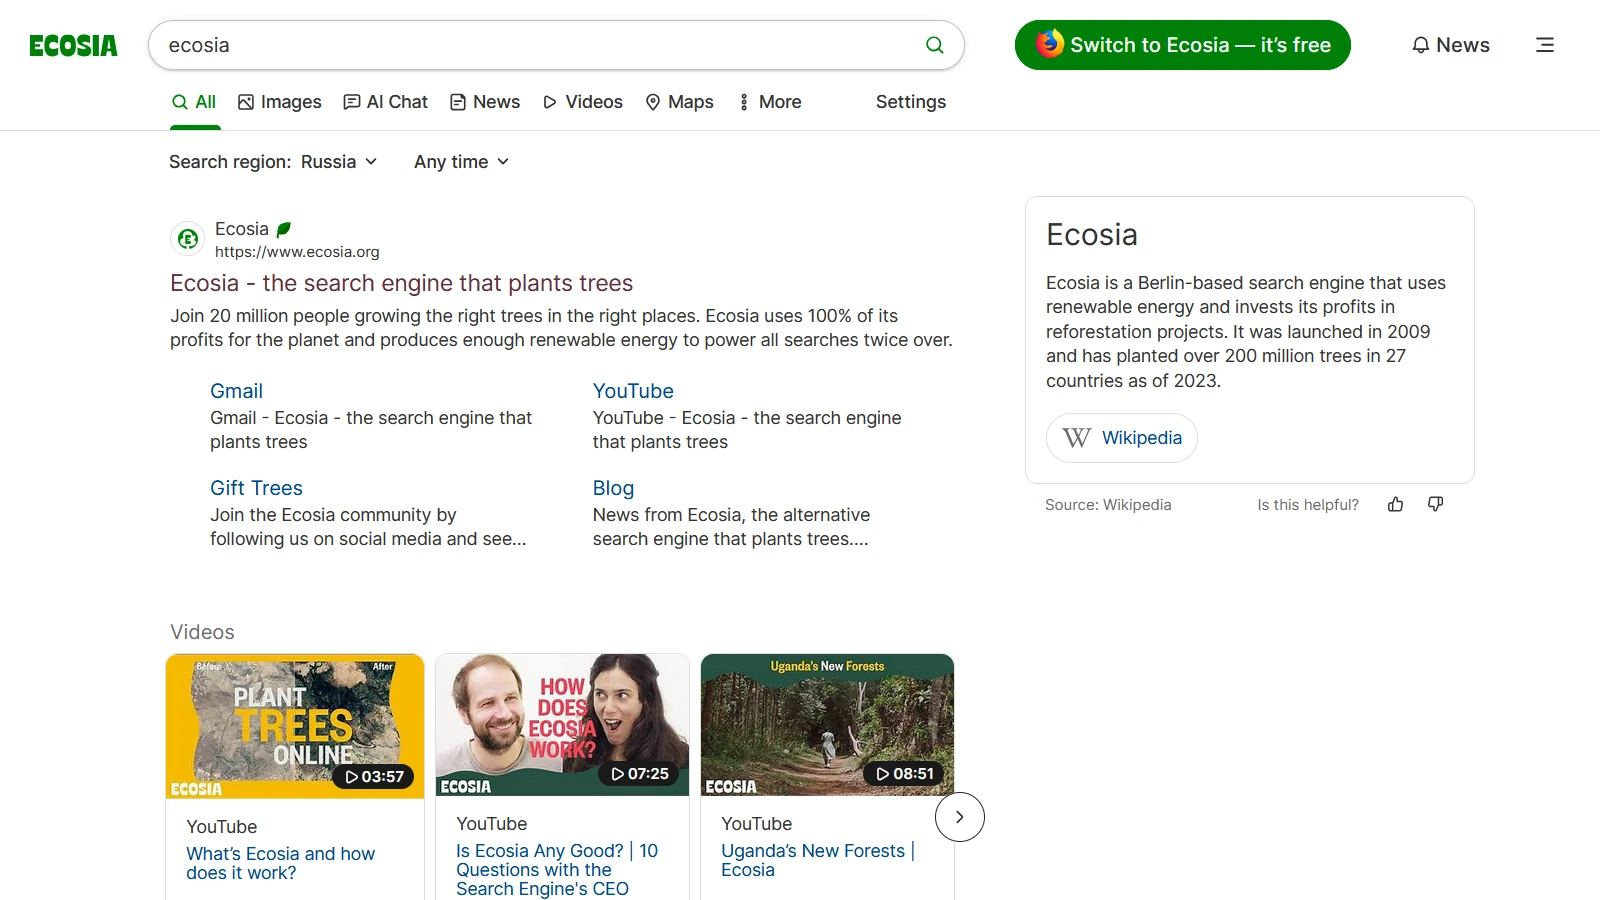 ECOSIA
ecosia
Switch to Ecosia — it's free
News
All
Images
AI Chat
News
Videos
Maps
More
Settings
Search region: Russia
Any time
Ecosia
https://www.ecosia.org
Ecosia - the search engine that plants trees
Join 20 million people growing the right trees in the right places. Ecosia uses 100% of its
profits for the planet and produces enough renewable energy to power all searches twice over.
Gmail
Gmail - Ecosia - the search engine that
plants trees
YouTube
YouTube - Ecosia - the search engine
that plants trees
Gift Trees
Join the Ecosia community by
following us on social media and see...
Blog
News from Ecosia, the alternative
search engine that plants trees....
Ecosia
Ecosia is a Berlin-based search engine that uses
renewable energy and invests its profits in
reforestation projects. It was launched in 2009
and has planted over 200 million trees in 27
countries as of 2023.
W Wikipedia
Source: Wikipedia
Is this helpful?
Videos
Before
After
PLANT
TREES
ONLINE
ECOSIA
03:57
YouTube
What's Ecosia and how
does it work?
HOW
DOES
ECOSIA
WORK?
ECOSIA
07:25
YouTube
Is Ecosia Any Good? | 10
Questions with the
Search Engine's CEO
Uganda's New Forests
ECOSIA
08:51
YouTube
Uganda's New Forests |
Ecosia